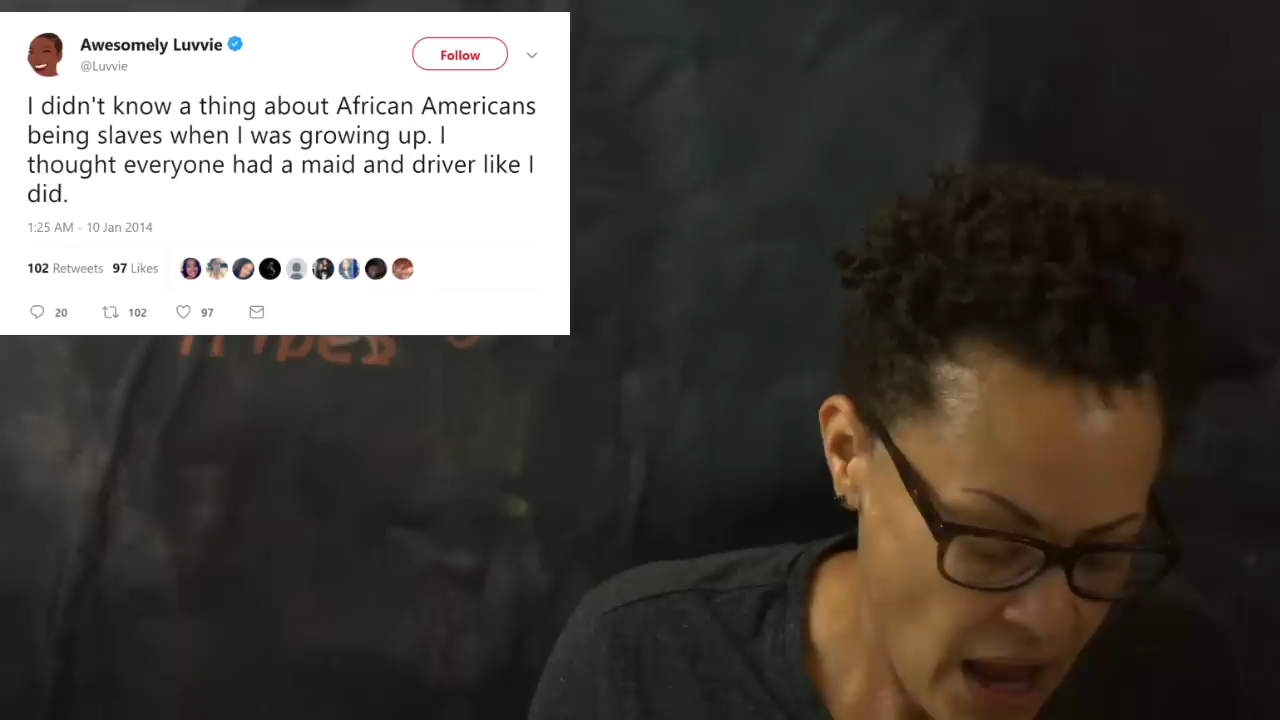 Awesomely Luvvie
@Luvvie
Follow
I didn't know a thing about African Americans
being slaves when I was growing up. I
thought everyone had a maid and driver like I
did.
1:25 AM - 10 Jan 2014
102 Retweets 97 Likes
20 102 97
Tribes